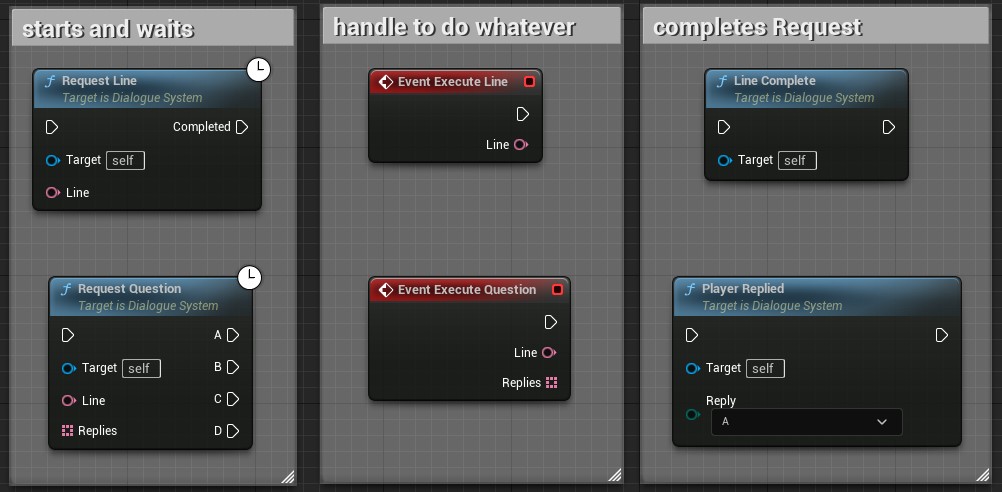 starts and waits
Request Line
Target is Dialogue System
Completed
Target self
Line
Request Question
Target is Dialogue System
A
Target self B
Line C
Replies D
handle to do whatever
Event Execute Line
Line
Event Execute Question
Line
Replies
completes Request
Line Complete
Target is Dialogue System
Target self
Player Replied
Target is Dialogue System
Target self
Reply
A